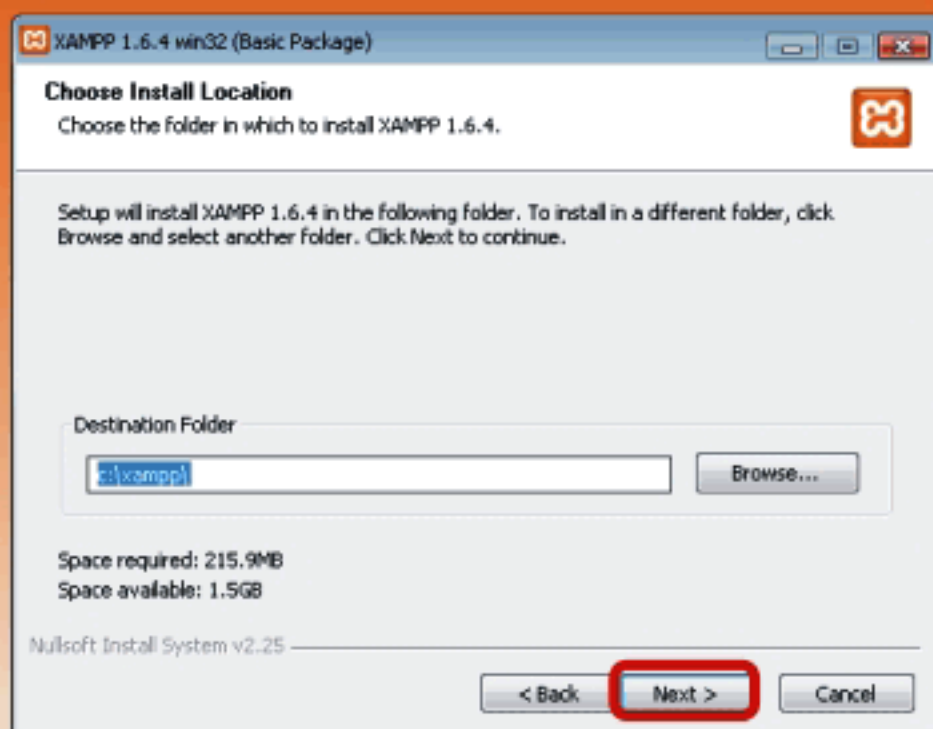 XAMPP 1.6.4 win32 (Basic Package)
Choose Install Location
Choose the folder in which to install XAMPP 1.6.4.
Setup will install XAMPP 1.6.4 in the following folder. To install in a different folder, click
Browse and select another folder. Click Next to continue.
Destination Folder
c:\xampp\
Browse...
Space required: 215.9MB
Space available: 1.5GB
Nullsoft Install System v2.25
< Back
Next >
Cancel